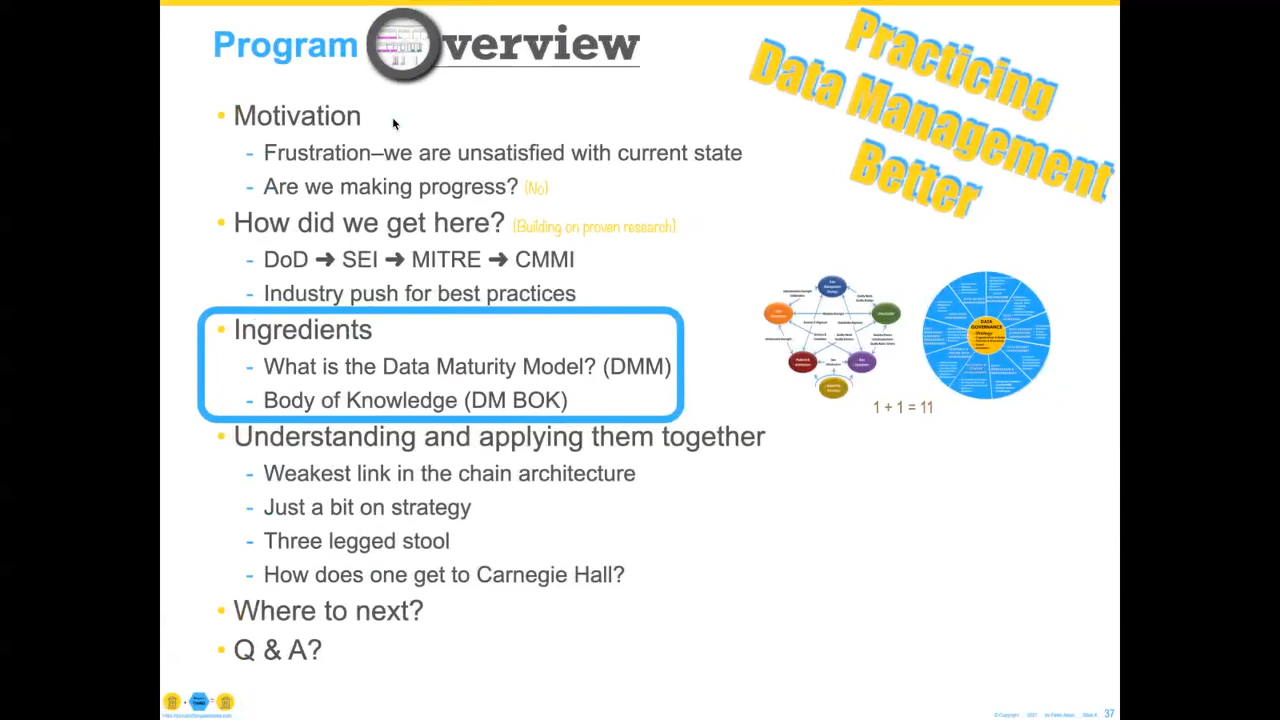 Program Overview
Practicing
Data Management
Better
• Motivation
- Frustration–we are unsatisfied with current state
- Are we making progress? (No)
• How did we get here? (Building on proven research)
- DoD ➜ SEI ➜ MITRE ➜ CMMI
- Industry push for best practices
• Ingredients
- What is the Data Maturity Model? (DMM)
- Body of Knowledge (DM BOK)
• Understanding and applying them together
- Weakest link in the chain architecture
- Just a bit on strategy
- Three legged stool
- How does one get to Carnegie Hall?
• Where to next?
• Q & A?
DATA
GOVERNANCE
1 + 1 = 11
37